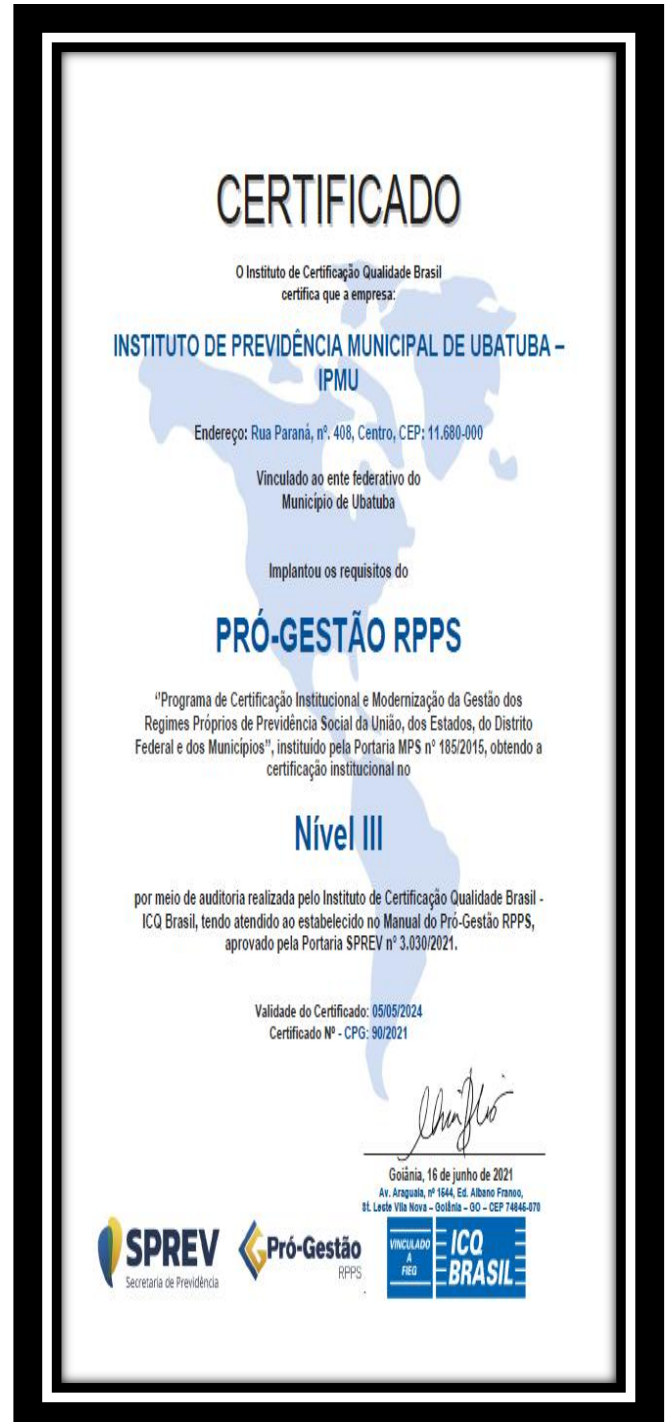 CERTIFICADO
O Instituto de Certificação Qualidade Brasil
certifica que a empresa:
INSTITUTO DE PREVIDÊNCIA MUNICIPAL DE UBATUBA –
IPMU
Endereço: Rua Paraná, nº. 408, Centro, CEP: 11.680-000
Vinculado ao ente federativo do
Município de Ubatuba
Implantou os requisitos do
PRÓ-GESTÃO RPPS
"Programa de Certificação Institucional e Modernização da Gestão dos
Regimes Próprios de Previdência Social da União, dos Estados, do Distrito
Federal e dos Municípios", instituído pela Portaria MPS nº 185/2015, obtendo a
certificação institucional no
Nível III
por meio de auditoria realizada pelo Instituto de Certificação Qualidade Brasil -
ICQ Brasil, tendo atendido ao estabelecido no Manual do Pró-Gestão RPPS,
aprovado pela Portaria SPREV nº 3.030/2021.
Validade do Certificado: 05/05/2024
Certificado Nº - CPG: 90/2021
Goiânia, 16 de junho de 2021
Av. Araguaia, nº 1544, Ed. Albano Franco,
St. Leste Vila Nova – Goiânia – GO – CEP 74645-070
SPREV
Secretaria de Previdência
Pró-Gestão
RPPS
VINCULADO
A
FIEG
ICQ
BRASIL